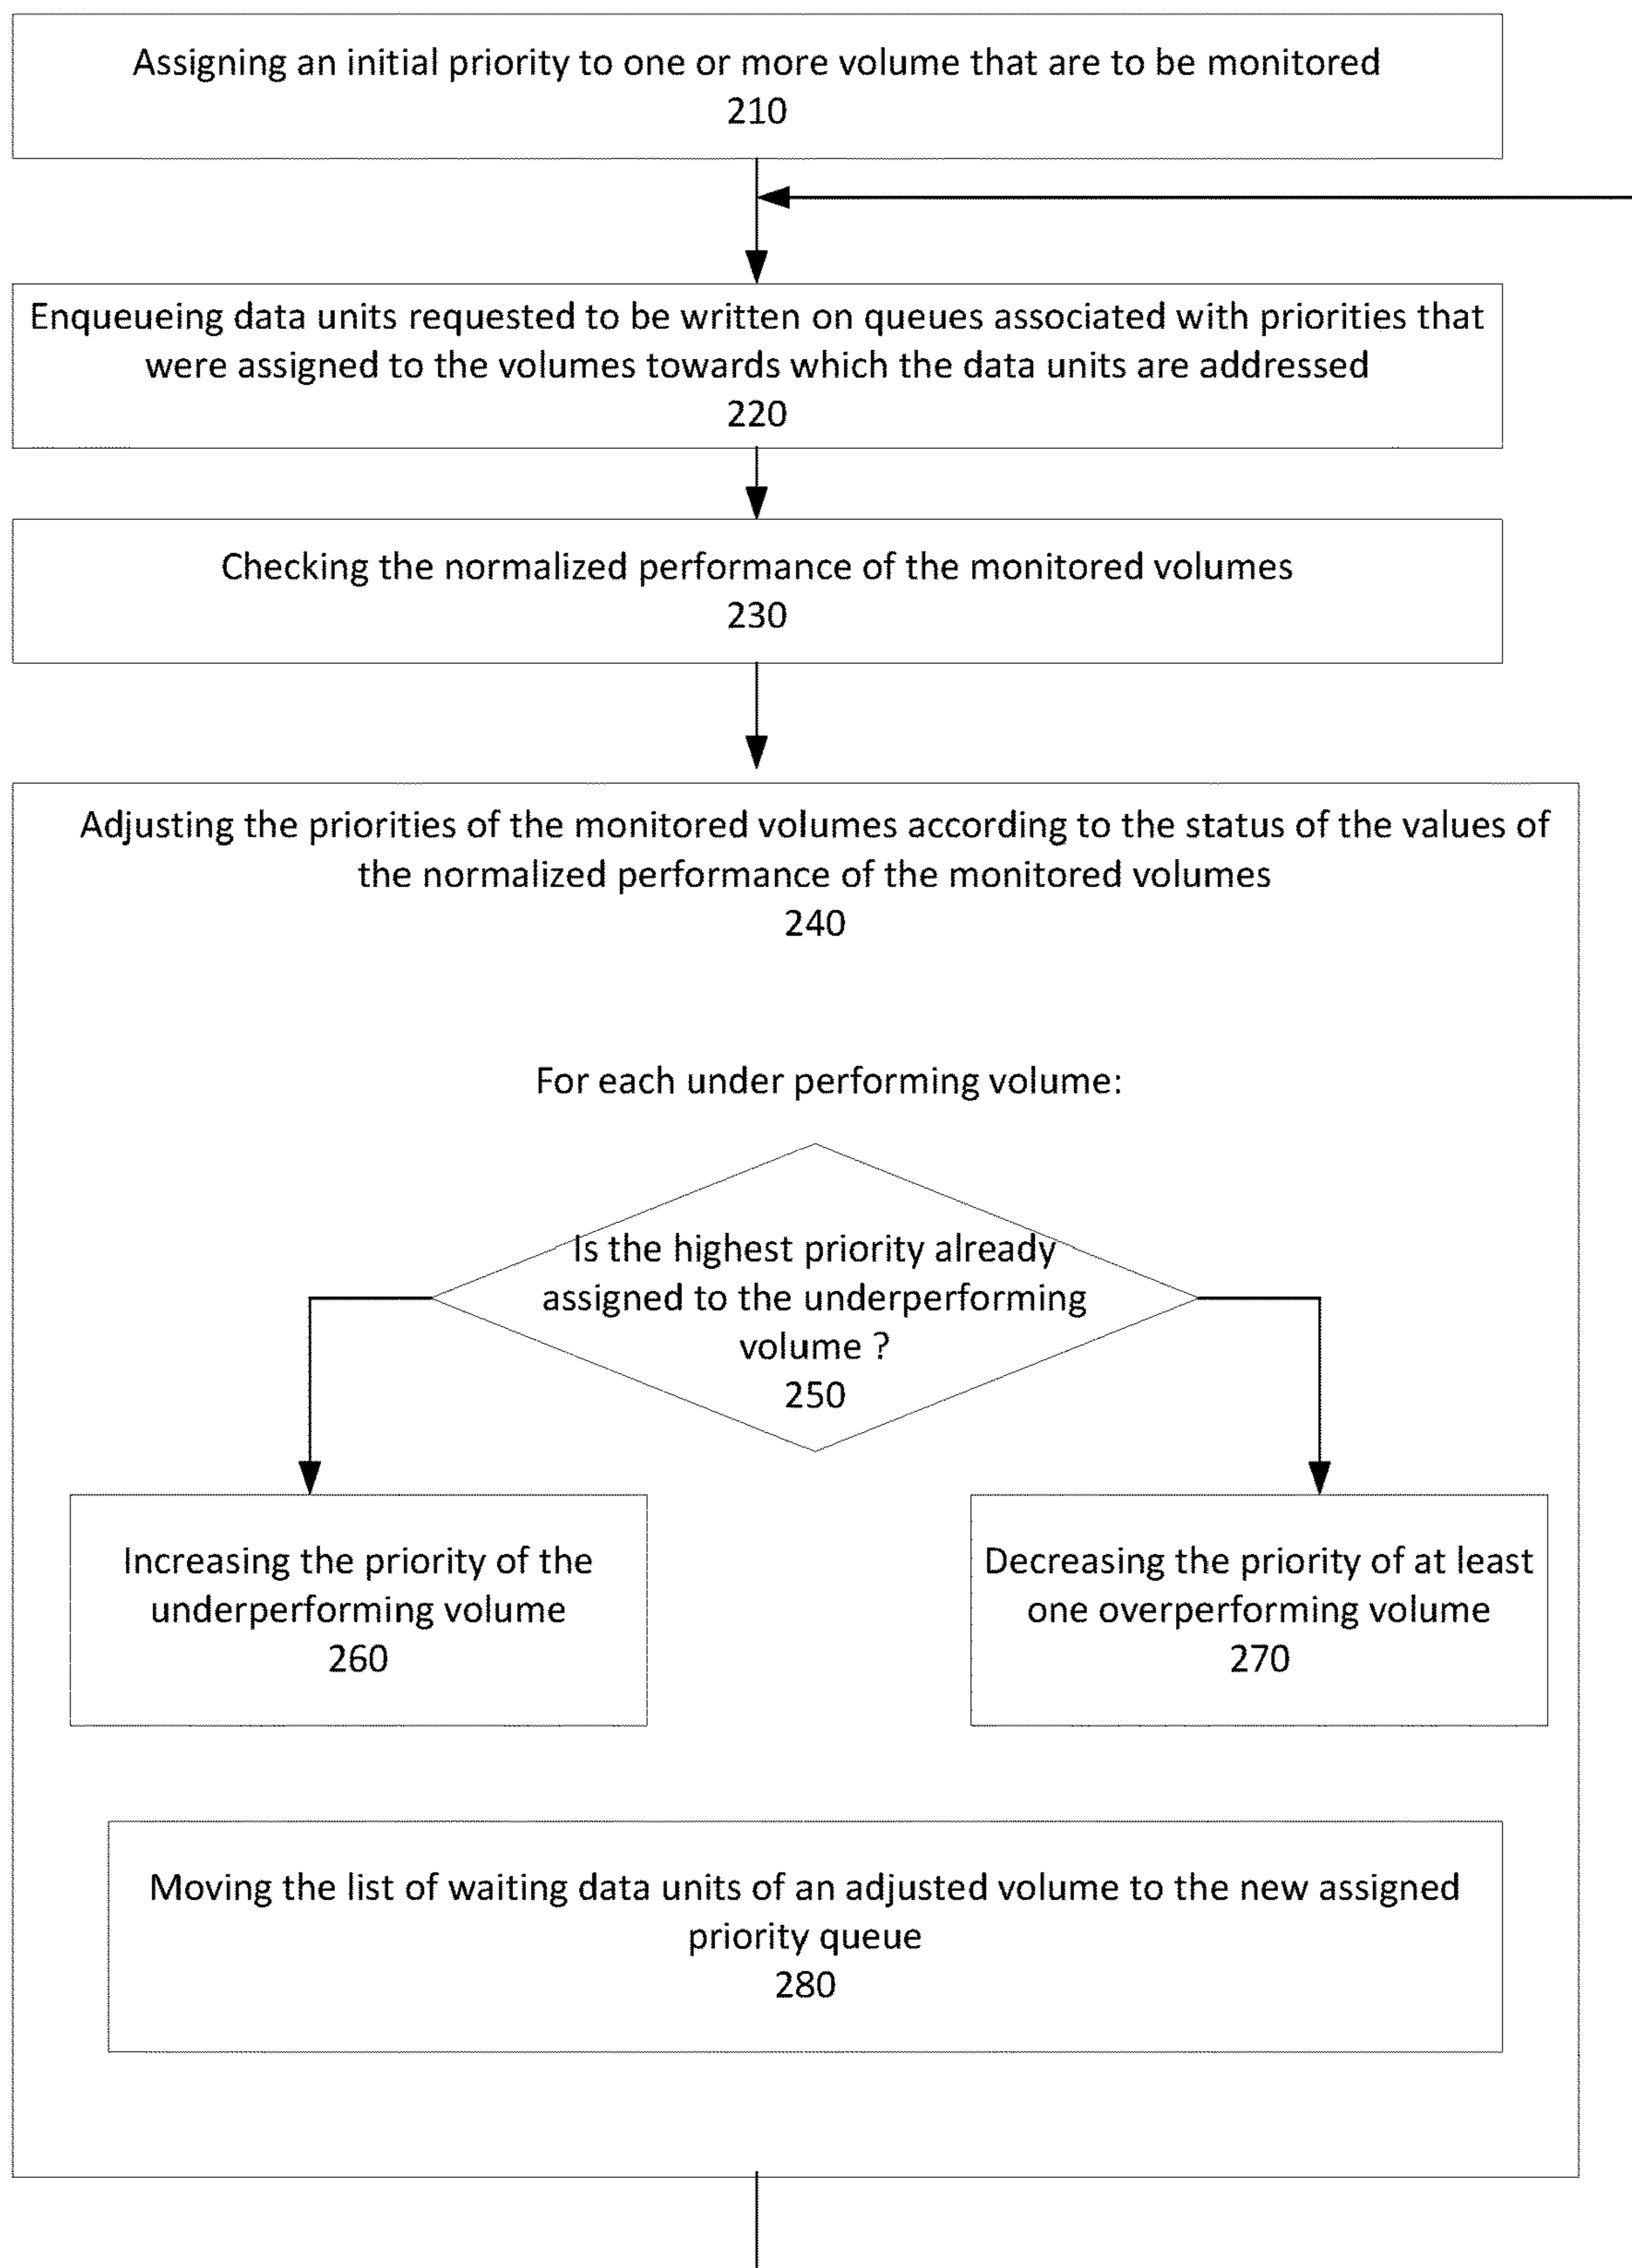 Assigning an initial priority to one or more volume that are to be monitored
210
Enqueueing data units requested to be written on queues associated with priorities that
were assigned to the volumes towards which the data units are addressed
220
Checking the normalized performance of the monitored volumes
230
Adjusting the priorities of the monitored volumes according to the status of the values of
the normalized performance of the monitored volumes
240
For each under performing volume:
Is the highest priority already
assigned to the underperforming
volume ?
250
Increasing the priority of the
underperforming volume
260
Decreasing the priority of at least
one overperforming volume
270
Moving the list of waiting data units of an adjusted volume to the new assigned
priority queue
280